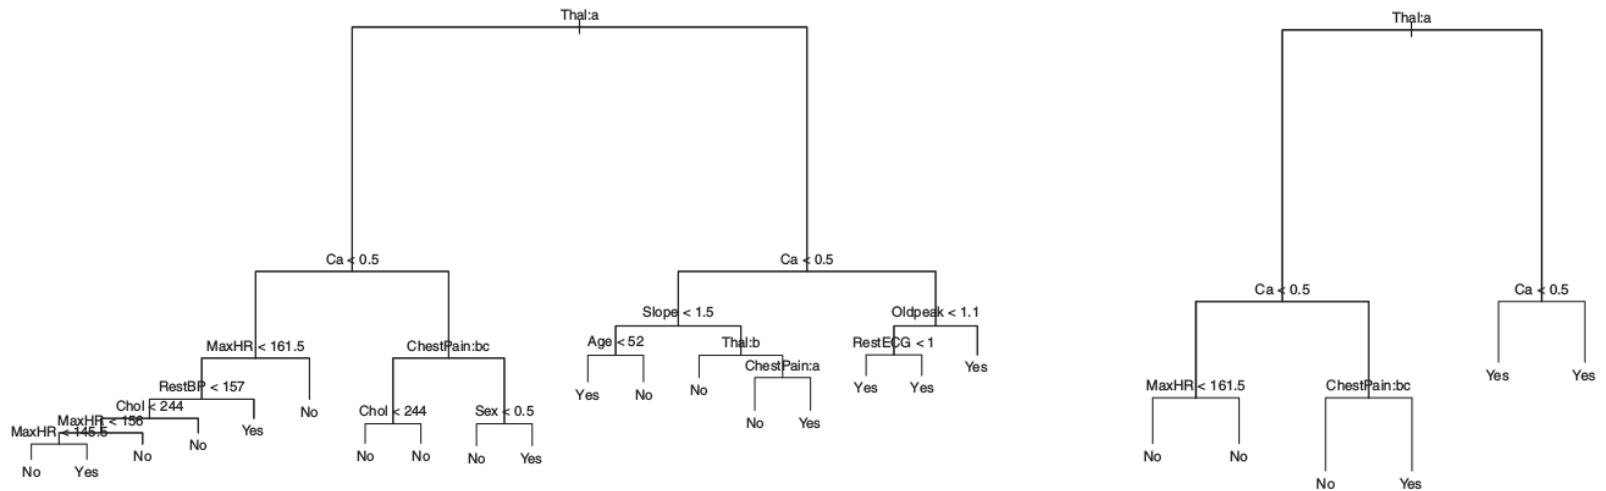 Thal:a
Ca < 0.5
Ca < 0.5
Slope < 1.5
Oldpeak < 1.1
MaxHR < 161.5
ChestPain:bc
Age < 52
Thal:b
RestECG < 1
ChestPain:a
Yes
RestBP < 157
Yes
No
No
Yes
Yes
Chol < 244
No
Chol < 244
Sex < 0.5
No
Yes
MaxHR < 156
Yes
MaxHR < 145.5
No
No
No
No
No
Yes
No
Yes
Thal:a
Ca < 0.5
Ca < 0.5
Yes
Yes
MaxHR < 161.5
ChestPain:bc
No
No
No
Yes